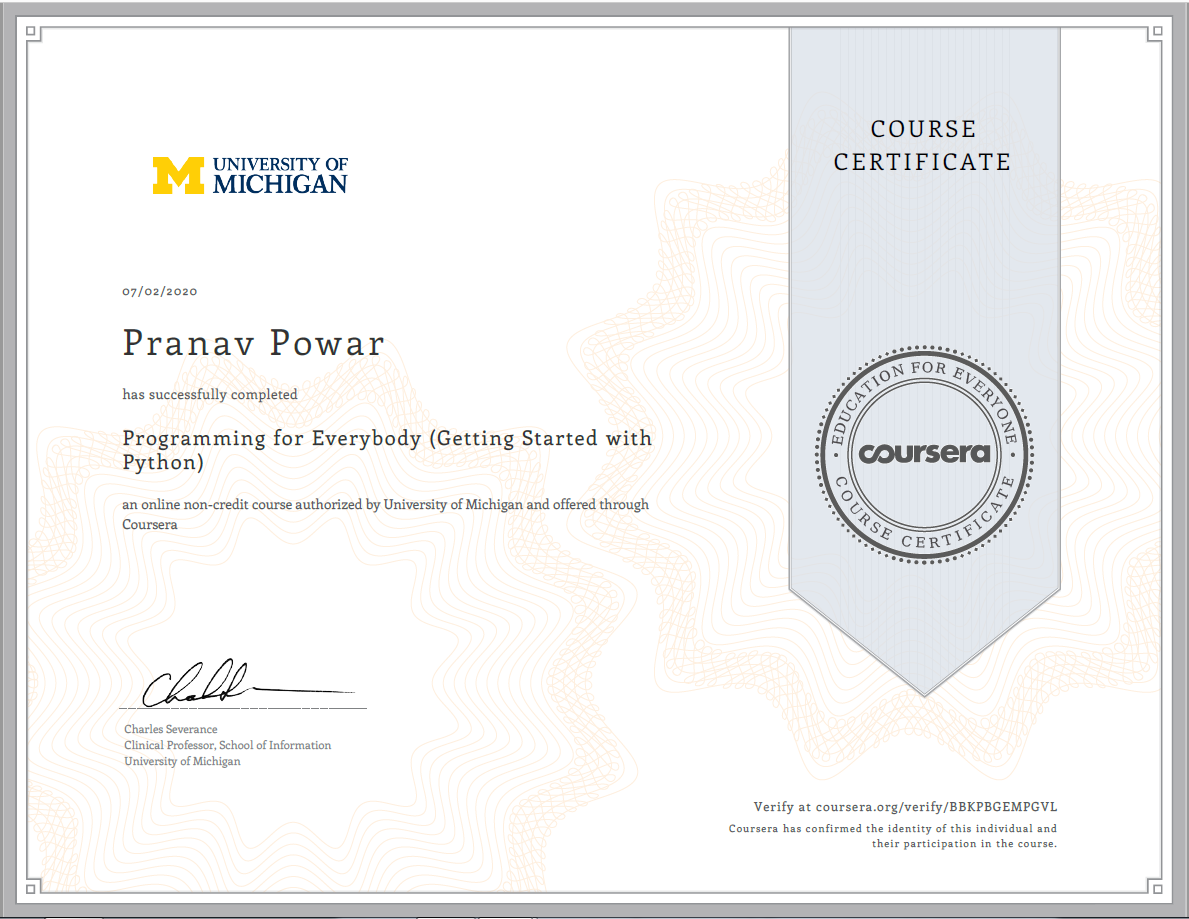 COURSE
CERTIFICATE
UNIVERSITY OF
MICHIGAN
07/02/2020
Pranav Powar
has successfully completed
Programming for Everybody (Getting Started with
Python)
an online non-credit course authorized by University of Michigan and offered through
Coursera
EDUCATION FOR EVERYONE
coursera
COURSE CERTIFICATE
Charles Severance
Clinical Professor, School of Information
University of Michigan
Verify at coursera.org/verify/BBKPBGEMPGVL
Coursera has confirmed the identity of this individual and
their participation in the course.